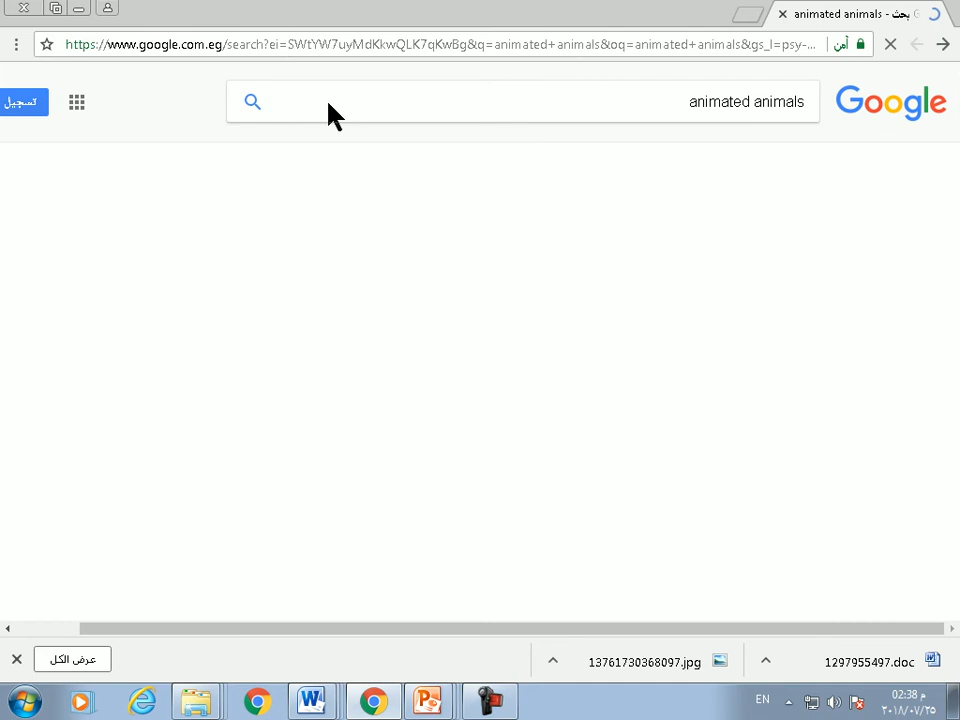 animated animals - بحث
https://www.google.com.eg/search?ei=SWtYW7uyMdKkwQLK7qKwBg&q=animated+animals&oq=animated+animals&gs_l=psy-...
آمن
Google
animated animals
تسجيل
1297955497.doc
13761730368097.jpg
عرض الكل
EN
02:38 م
٢٠١٨/٠٧/٢٥